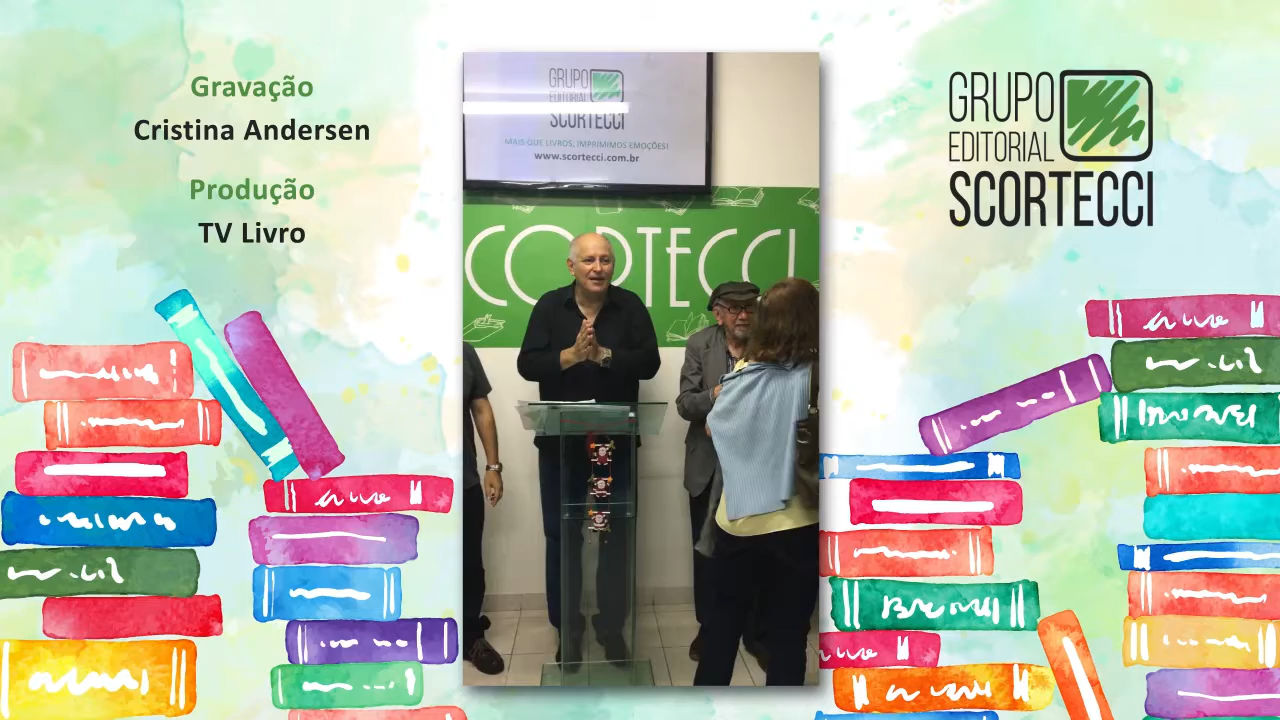 Gravação
Cristina Andersen
Produção
TV Livro
GRUPO
EDITORIAL
SCORTECCI
MAIS QUE LIVROS, IMPRIMIMOS EMOÇÕES!
www.scortecci.com.br
SCORTECCI
GRUPO
EDITORIAL
SCORTECCI